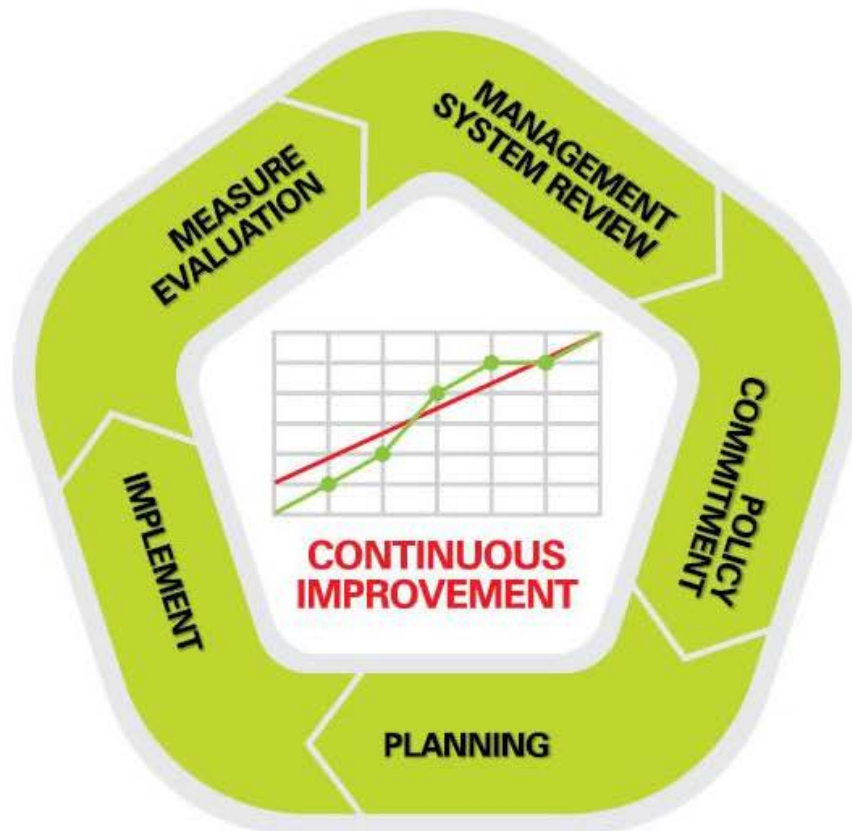 MANAGEMENT
SYSTEM REVIEW
POLICY
COMMITMENT
PLANNING
IMPLEMENT
MEASURE
EVALUATION
CONTINUOUS
IMPROVEMENT